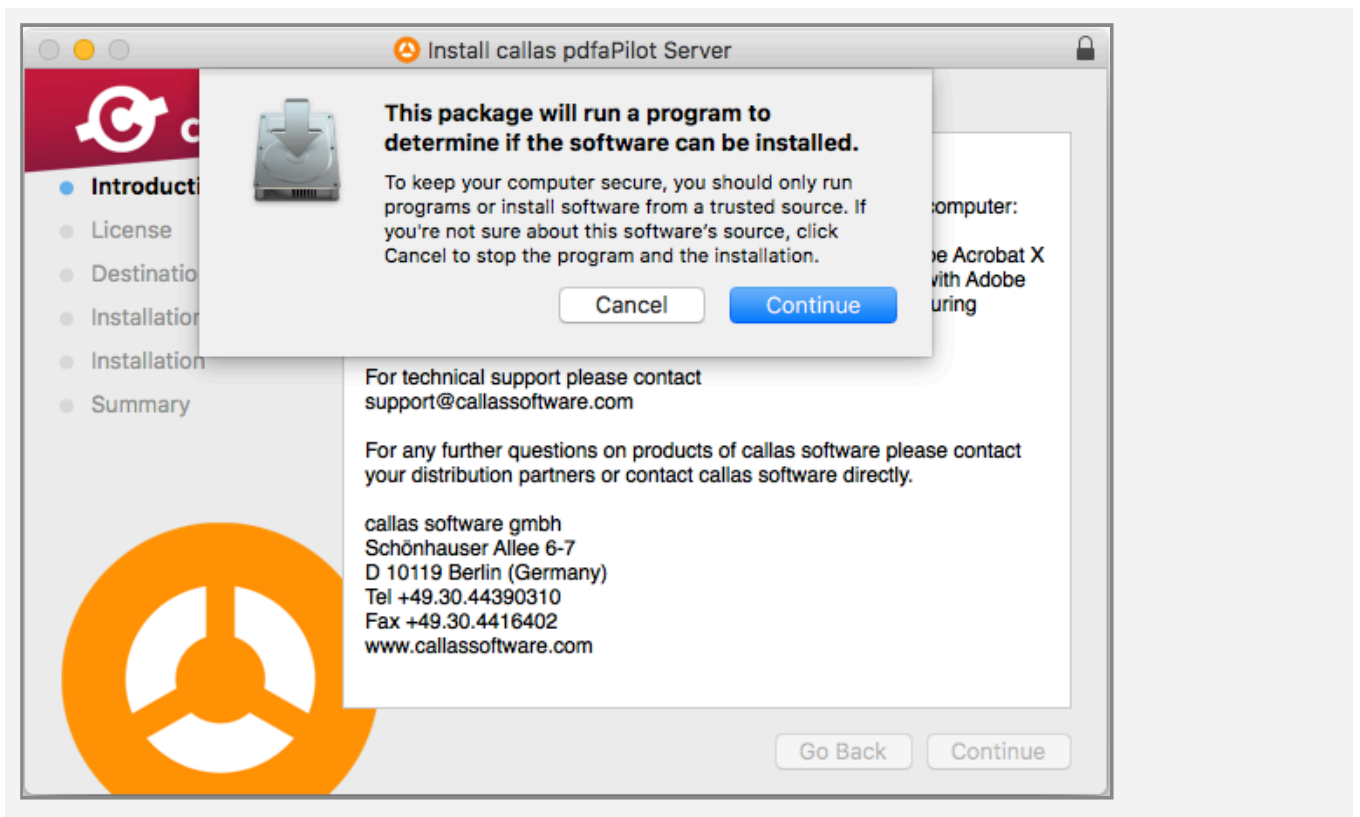 Install callas pdfaPilot Server
This package will run a program to
determine if the software can be installed.
To keep your computer secure, you should only run
programs or install software from a trusted source. If
you're not sure about this software's source, click
Cancel to stop the program and the installation.
Cancel
Continue
Introducti
License
Destinatio
Installation
Installation
Summary
computer:
be Acrobat X
with Adobe
uring
For technical support please contact
support@callassoftware.com
For any further questions on products of callas software please contact
your distribution partners or contact callas software directly.
callas software gmbh
Schönhauser Allee 6-7
D 10119 Berlin (Germany)
Tel +49.30.44390310
Fax +49.30.4416402
www.callassoftware.com
Go Back
Continue